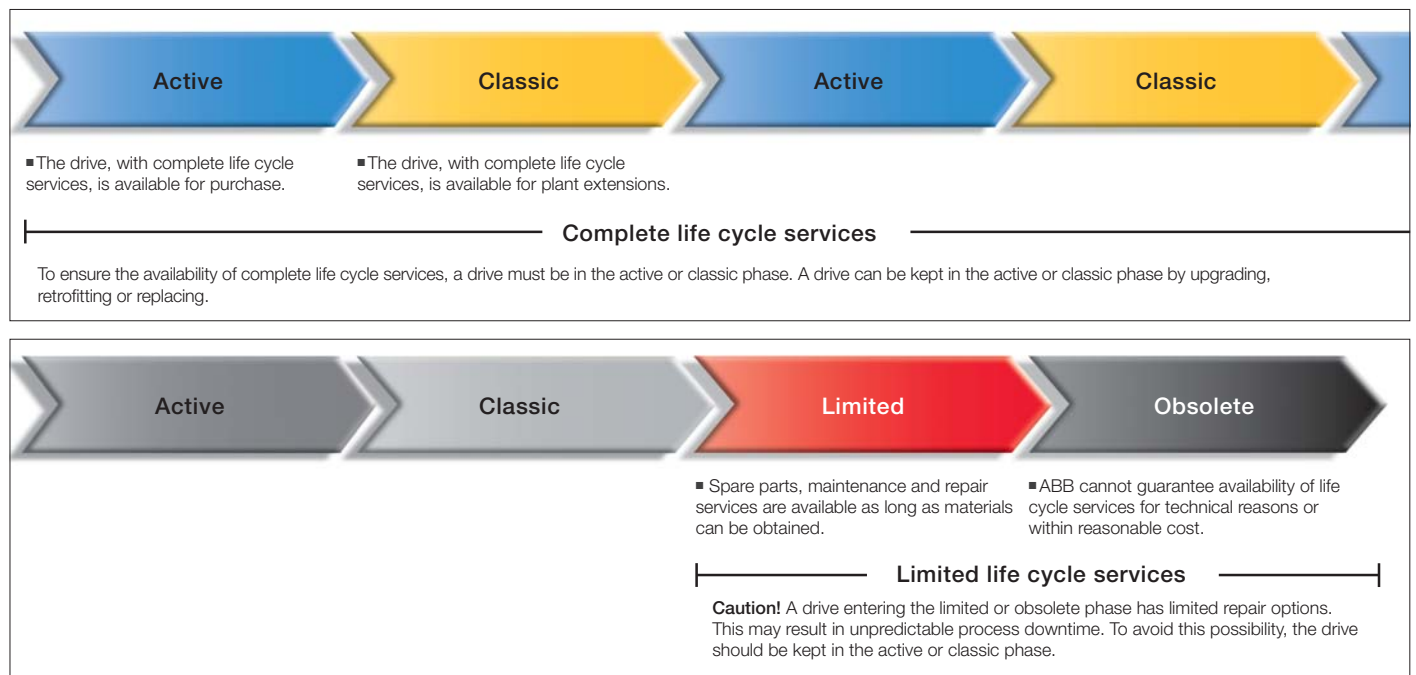 Active
Classic
Active
Classic
■ The drive, with complete life cycle
services, is available for purchase.
■ The drive, with complete life cycle
services, is available for plant extensions.
Complete life cycle services
To ensure the availability of complete life cycle services, a drive must be in the active or classic phase. A drive can be kept in the active or classic phase by upgrading,
retrofitting or replacing.
Active
Classic
Limited
Obsolete
■ Spare parts, maintenance and repair
services are available as long as materials
can be obtained.
■ ABB cannot guarantee availability of life
cycle services for technical reasons or
within reasonable cost.
Limited life cycle services
Caution! A drive entering the limited or obsolete phase has limited repair options.
This may result in unpredictable process downtime. To avoid this possibility, the drive
should be kept in the active or classic phase.